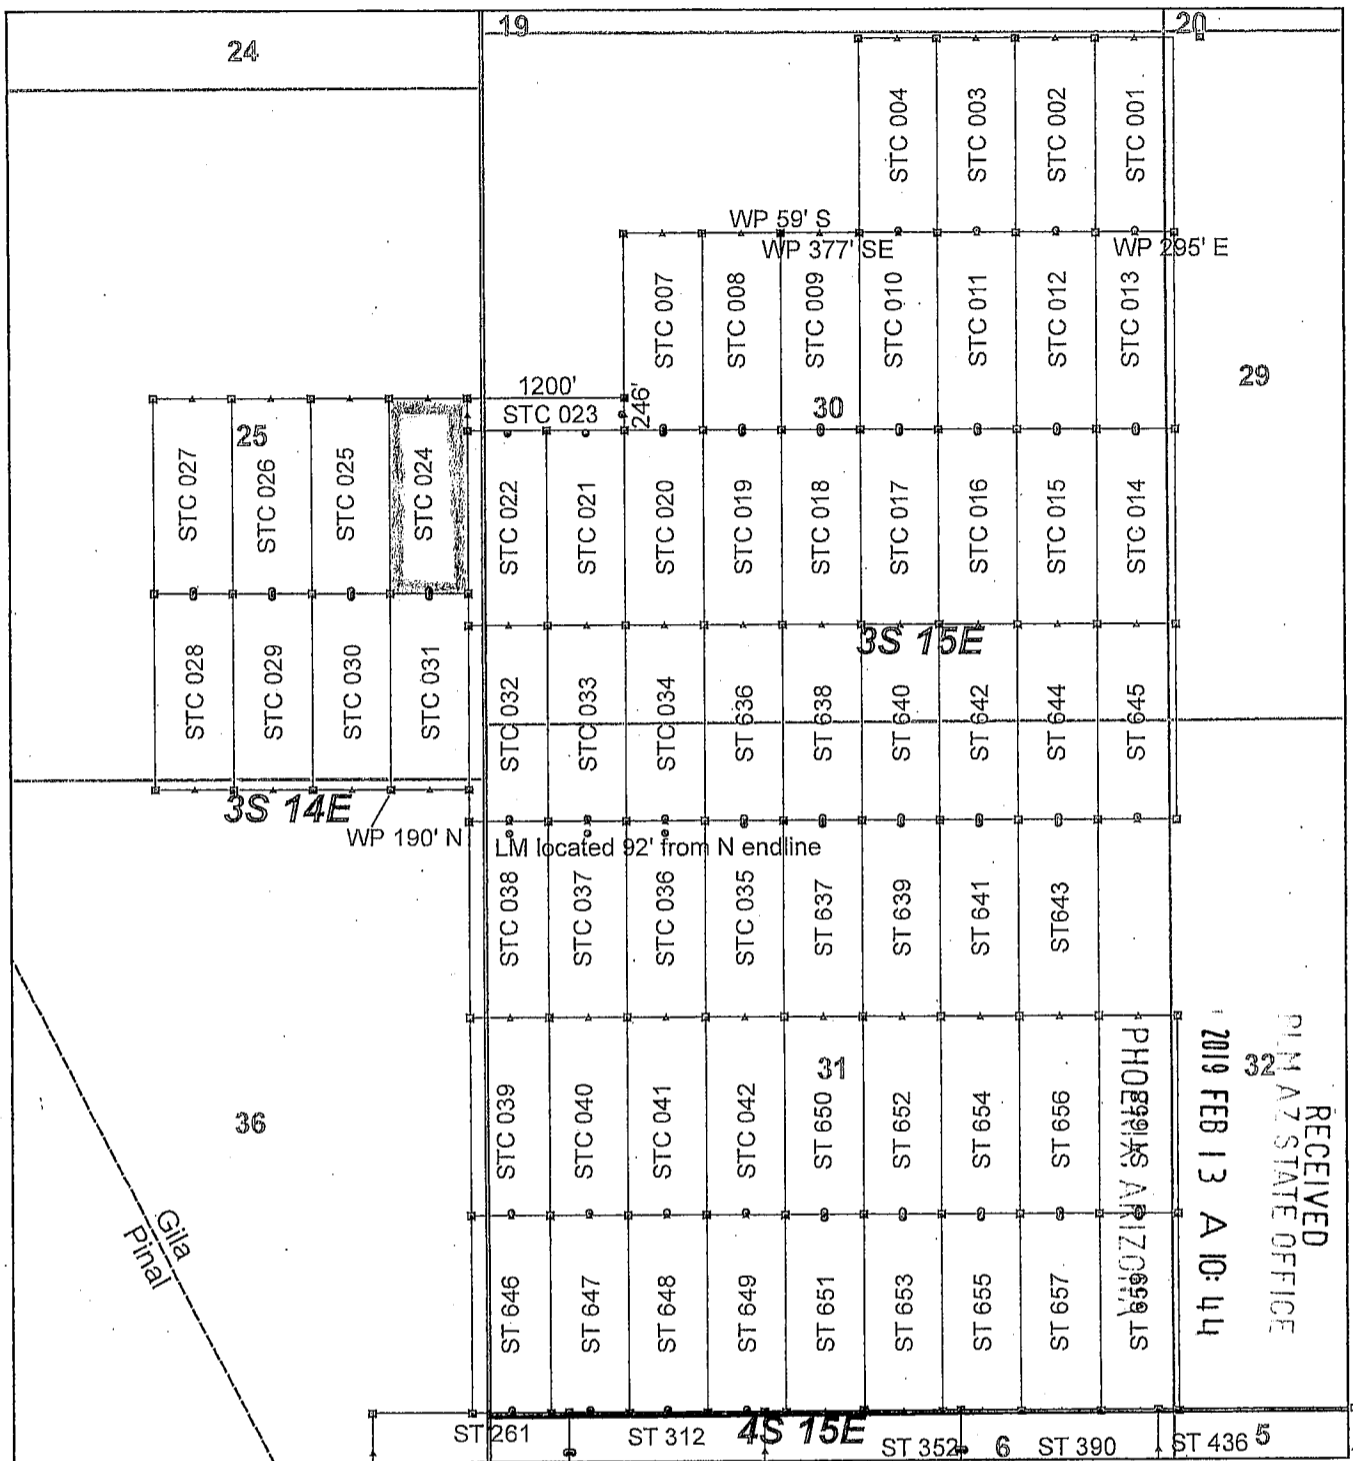 24
19
20
STC 004
STC 003
STC 002
STC 001
WP 59' S
WP 377' SE
WP 295' E
STC 007
STC 008
STC 009
STC 010
STC 011
STC 012
STC 013
29
1200'
STC 023
246'
30
25
STC 027
STC 026
STC 025
STC 024
STC 022
STC 021
STC 020
STC 019
STC 018
STC 017
STC 016
STC 015
STC 014
3S 15E
STC 028
STC 029
STC 030
STC 031
STC 032
STC 033
STC 034
ST 636
ST 638
ST 640
ST 642
ST 644
ST 645
3S 14E
WP 190' N
LM located 92' from N endline
STC 038
STC 037
STC 036
STC 035
ST 637
ST 639
ST 641
ST643
31
32
36
STC 039
STC 040
STC 041
STC 042
ST 650
ST 652
ST 654
ST 656
RECEIVED
AZ STATE OFFICE
2019 FEB 13 A 10:44
PHOENIX, ARIZONA
Gila
Pinal
ST 646
ST 647
ST 648
ST 649
ST 651
ST 653
ST 655
ST 657
ST 659
4S 15E
ST 261
ST 312
ST 352
6
ST 390
ST 436
5